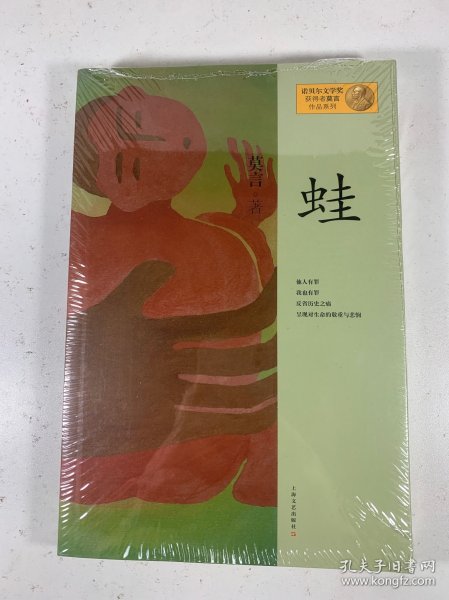 诺贝尔文学奖
获得者莫言
作品系列
莫言·著
蛙
他人有罪
我也有罪
反省历史之痛
呈现对生命的敬重与悲悯
上海文艺出版社
孔夫子旧书网
www.kongfz.com